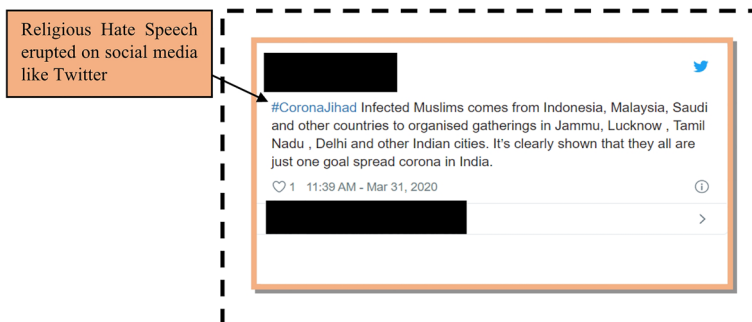 Religious Hate Speech
erupted on social media
like Twitter
#CoronaJihad Infected Muslims comes from Indonesia, Malaysia, Saudi
and other countries to organised gatherings in Jammu, Lucknow , Tamil
Nadu , Delhi and other Indian cities. It's clearly shown that they all are
just one goal spread corona in India.
1 11:39 AM - Mar 31, 2020